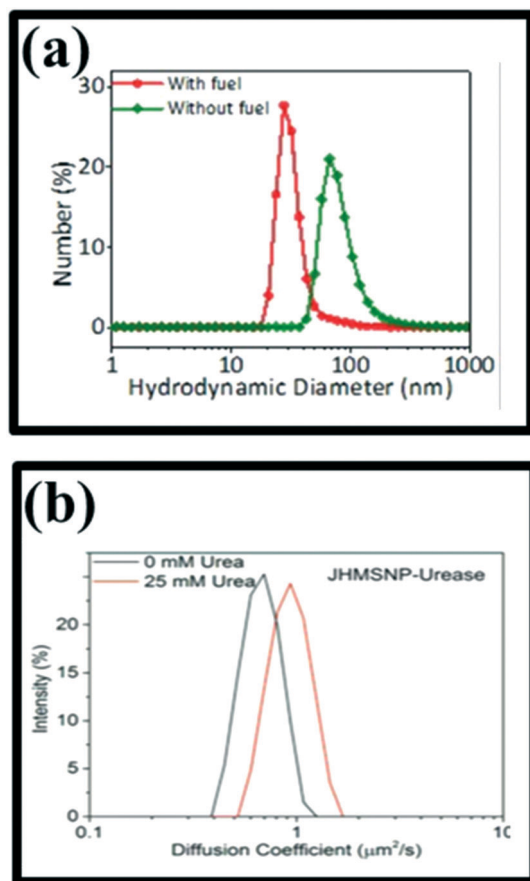 (a)
With fuel
Without fuel
30
20
10
0
Number (%)
1 10 100 1000
Hydrodynamic Diameter (nm)
(b)
0 mM Urea
25 mM Urea
JHMSNP-Urease
20
15
10
5
0
Intensity (%)
0.1 1 10
Diffusion Coefficient (μm²/s)